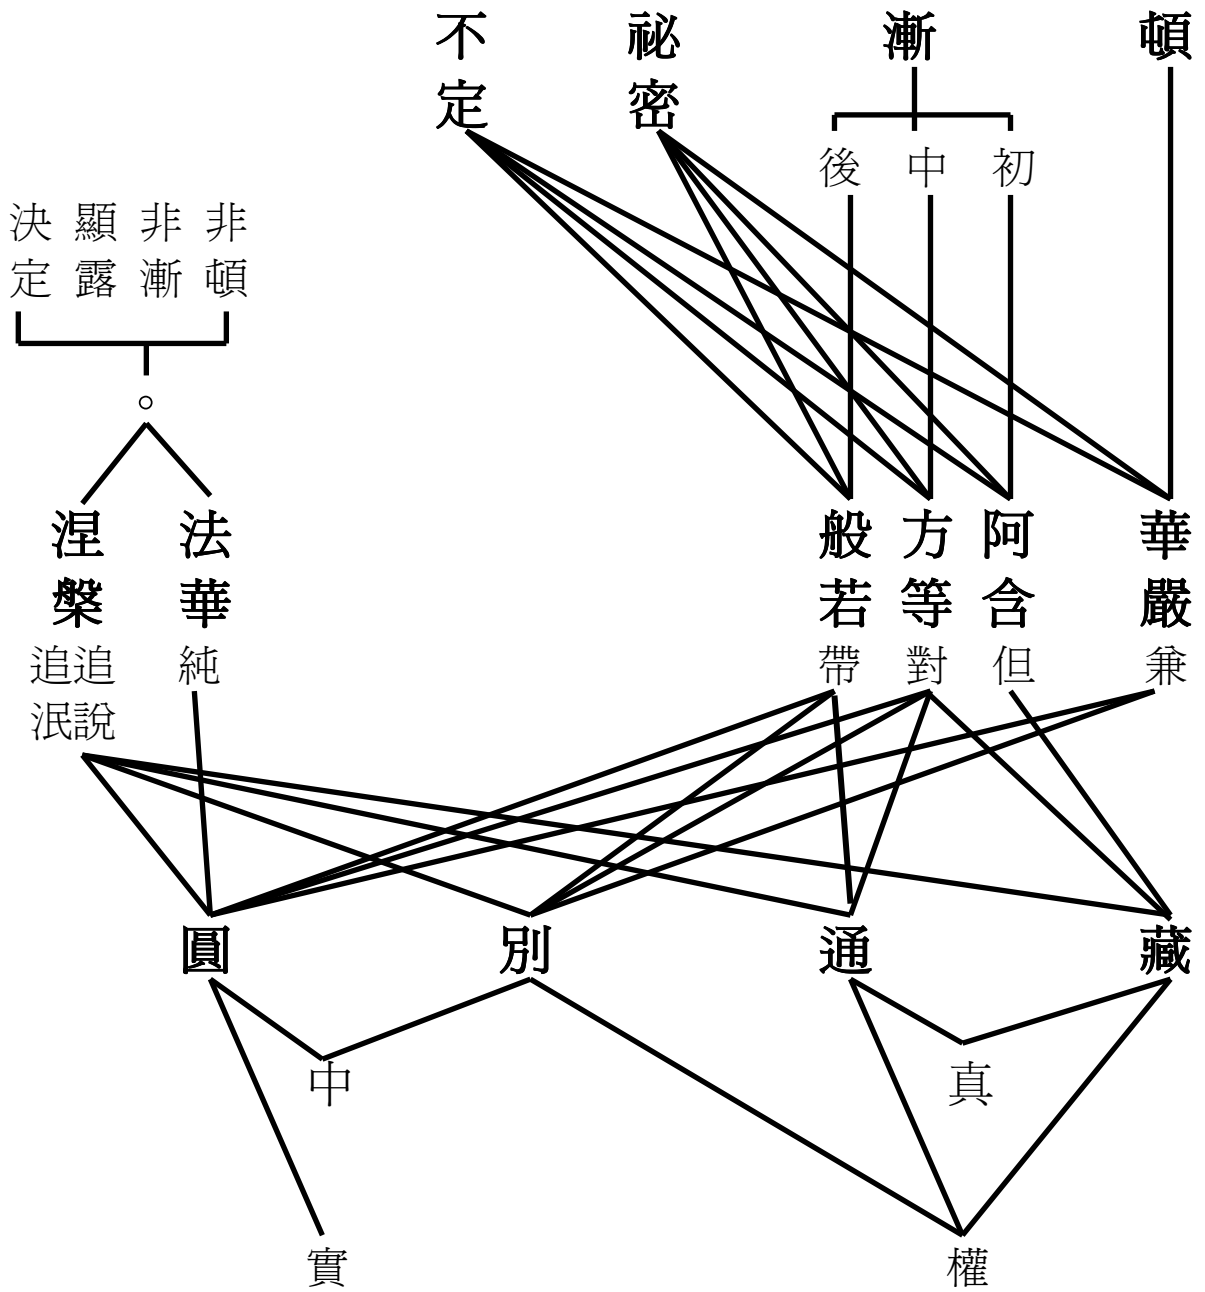 頓
漸
祕密
不定
初
中
後
非頓
非漸
顯露
決定
。
華嚴
兼
阿含
但
方等
對
般若
帶
法華
純
涅槃
追說
追泯
藏
通
別
圓
真
中
權
實